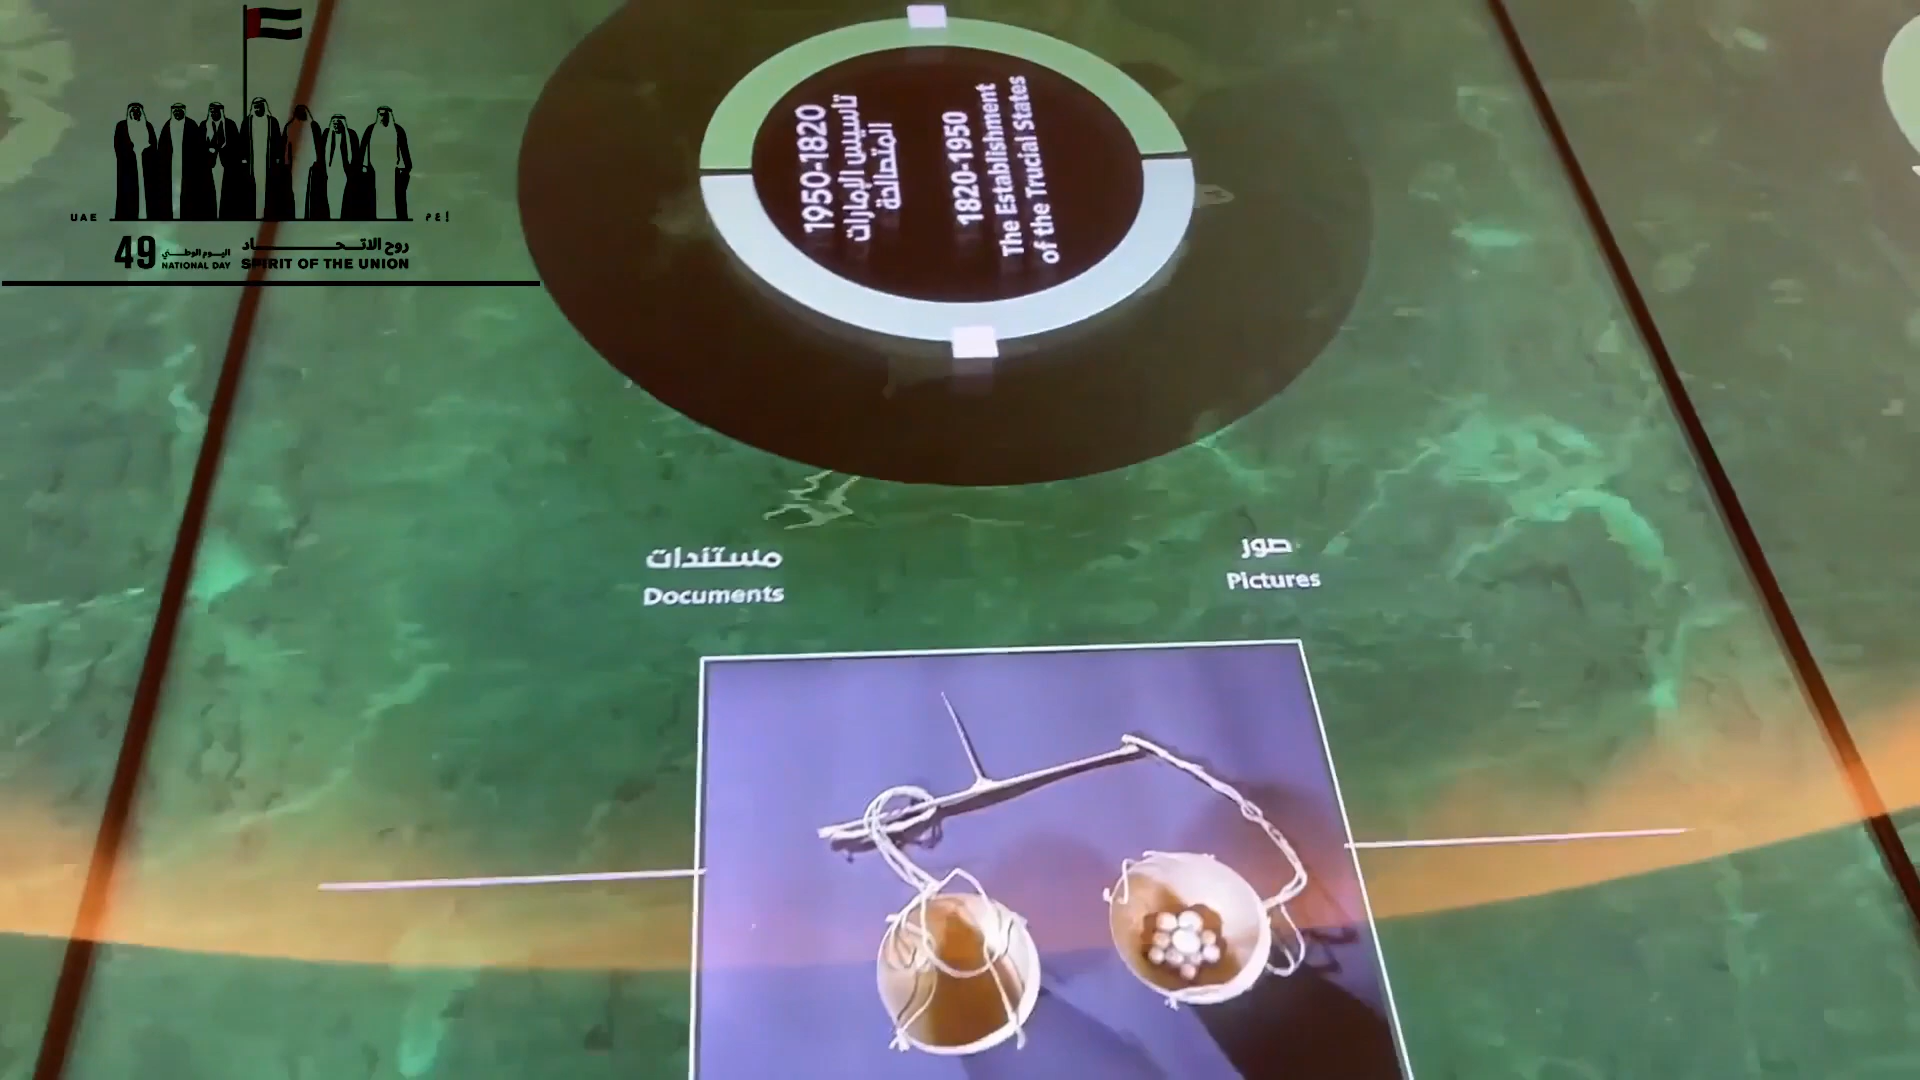 UAE
إ ع م
49
اليوم الوطني
NATIONAL DAY
روح الاتحـــــاد
SPIRIT OF THE UNION
1950-1820
تأسيس الإمارات
المتصالحة
1820-1950
The Establishment
of the Trucial States
مستندات
Documents
صور
Pictures